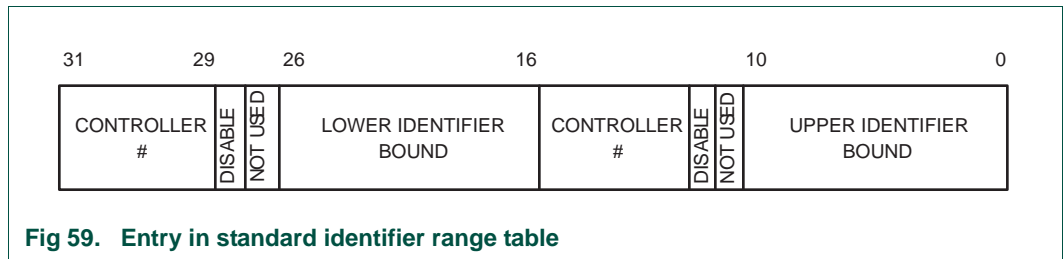 31 29 26 16 10 0
CONTROLLER
#
DISABLE
NOT USED
LOWER IDENTIFIER
BOUND
CONTROLLER
#
DISABLE
NOT USED
UPPER IDENTIFIER
BOUND
Fig 59. Entry in standard identifier range table